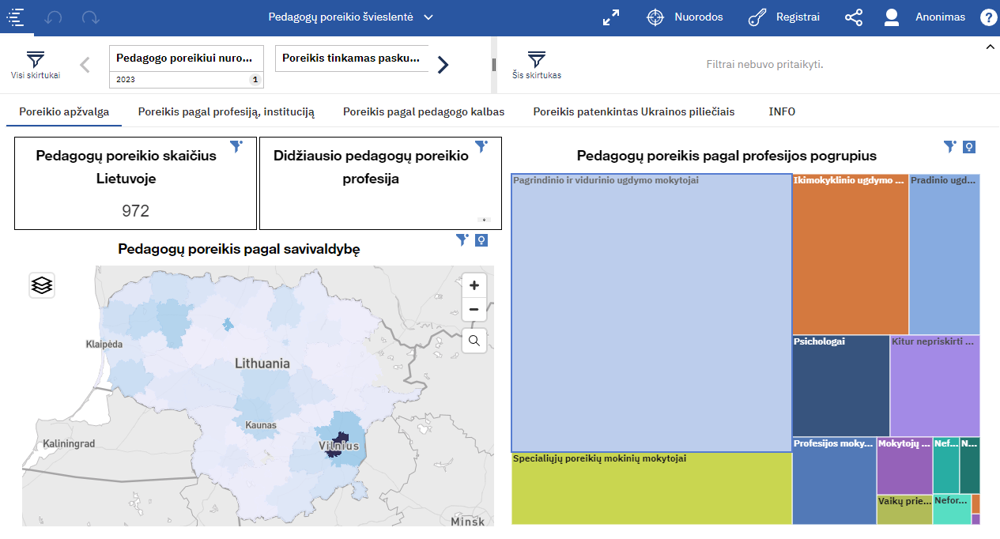 Pedagogų poreikio švieslentė
Nuorodos
Registrai
Anonimas
?
Visi skirtukai
Pedagogo poreikiui nuro...
2023
1
Poreikis tinkamas pasku...
Šis skirtukas
Filtrai nebuvo pritaikyti.
Poreikio apžvalga
Poreikis pagal profesiją, instituciją
Poreikis pagal pedagogo kalbas
Poreikis patenkintas Ukrainos piliečiais
INFO
Pedagogų poreikio skaičius
Lietuvoje
972
Didžiausio pedagogų poreikio
profesija
Pedagogų poreikis pagal savivaldybę
+
−
Klaipėda
Lithuania
Kaunas
Vilnius
Kaliningrad
Minsk
Pedagogų poreikis pagal profesijos pogrupius
Pagrindinio ir vidurinio ugdymo mokytojai
Ikimokyklinio ugdymo ...
Pradinio ugd...
Psichologai
Kitur nepriskirti ...
Specialiųjų poreikių mokinių mokytojai
Profesijos moky...
Mokytojų ...
Nef...
N...
Vaikų prie...
Nefor...